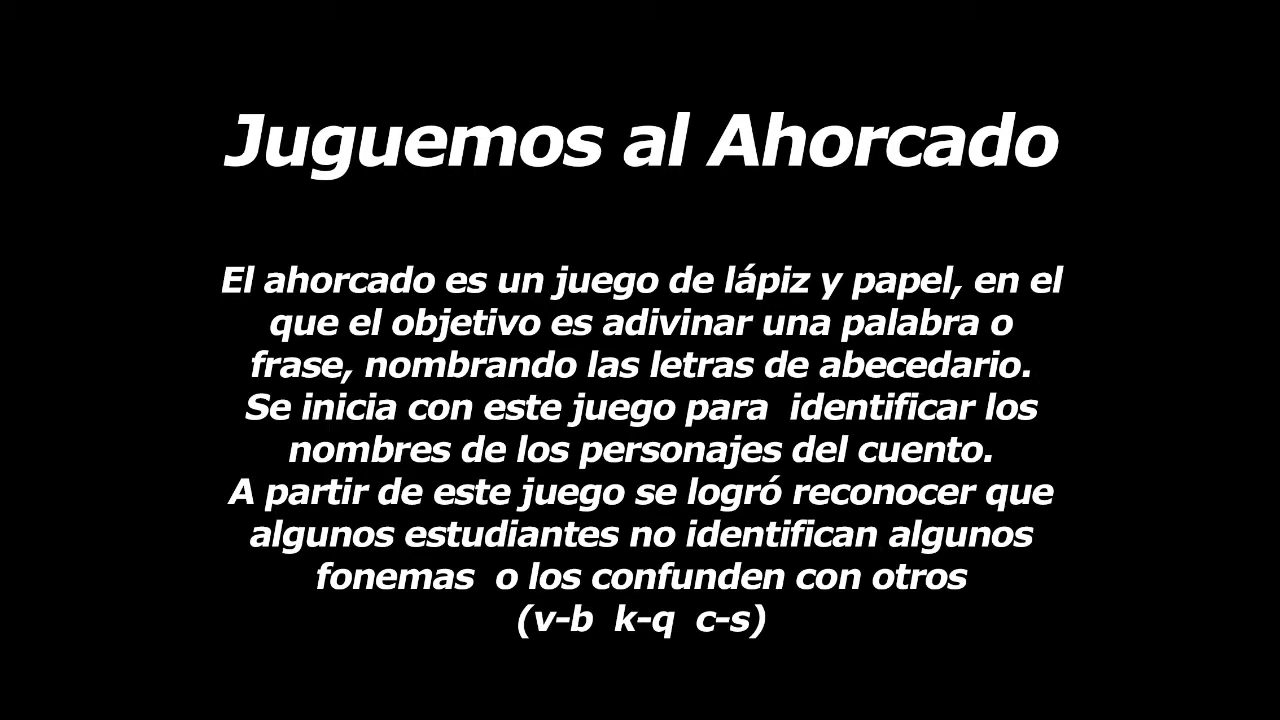 Juguemos al Ahorcado
El ahorcado es un juego de lápiz y papel, en el
que el objetivo es adivinar una palabra o
frase, nombrando las letras de abecedario.
Se inicia con este juego para  identificar los
nombres de los personajes del cuento.
A partir de este juego se logró reconocer que
algunos estudiantes no identifican algunos
fonemas  o los confunden con otros
(v-b  k-q  c-s)